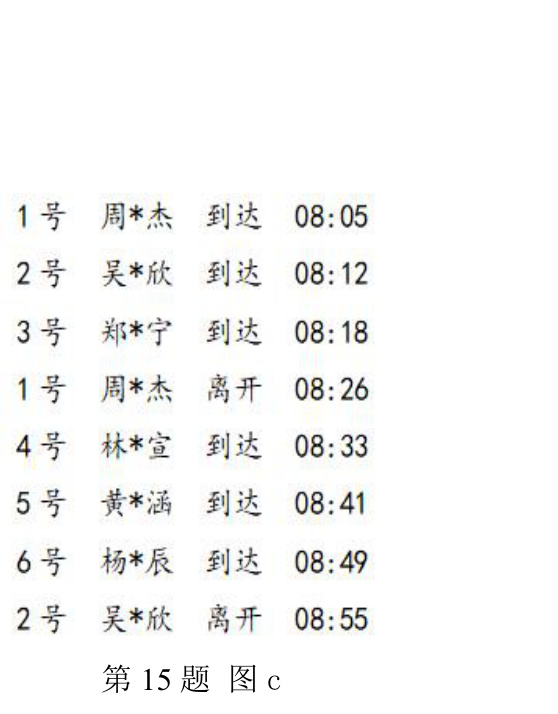 1 号 周*杰 到达 08:05
2 号 吴*欣 到达 08:12
3 号 郑*宁 到达 08:18
1 号 周*杰 离开 08:26
4 号 林*宣 到达 08:33
5 号 黄*涵 到达 08:41
6 号 杨*辰 到达 08:49
2 号 吴*欣 离开 08:55
第 15 题 图 c